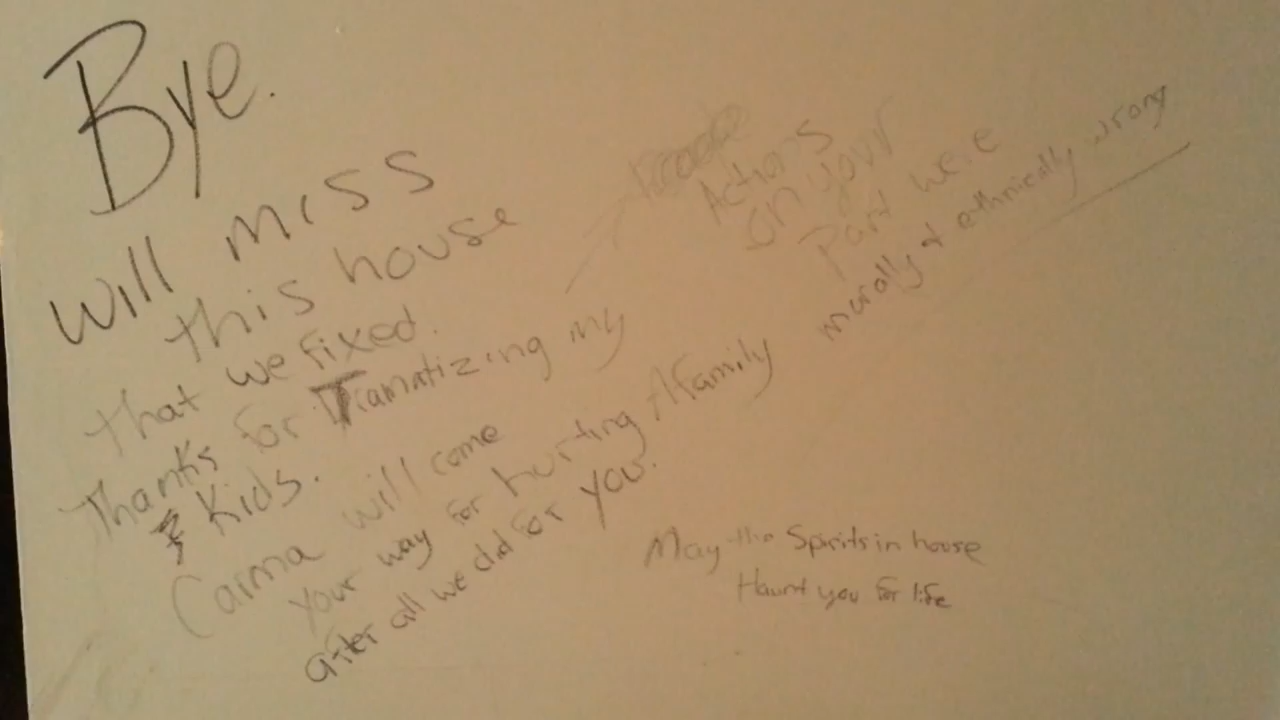 Bye.
will miss
this house
that we fixed.
Thanks for Tramatizing my
Kids.
Carma will come
your way for hurting A family
after all we did for you.
Actions
on your
Part were
morally & ethnically wrong
May the Spirits in house
Haunt you for life